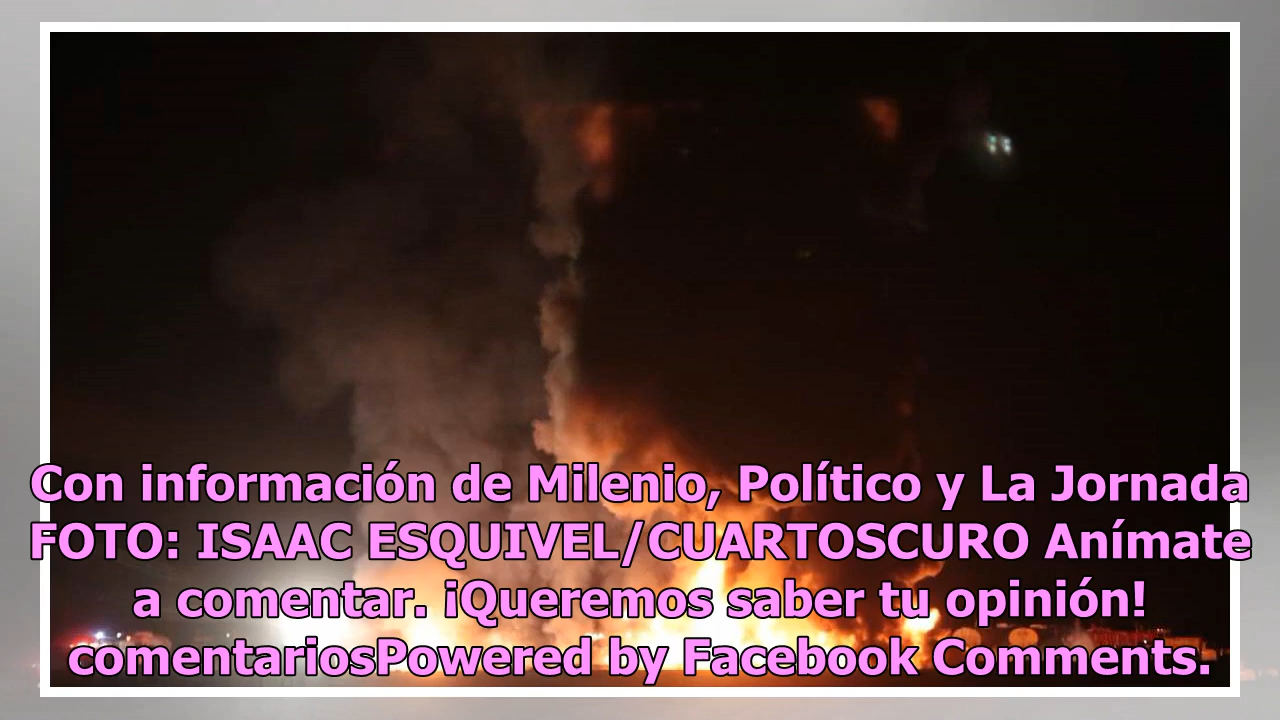 Con información de Milenio, Político y La Jornada
FOTO: ISAAC ESQUIVEL/CUARTOSCURO Anímate
a comentar. ¡Queremos saber tu opinión!
comentariosPowered by Facebook Comments.